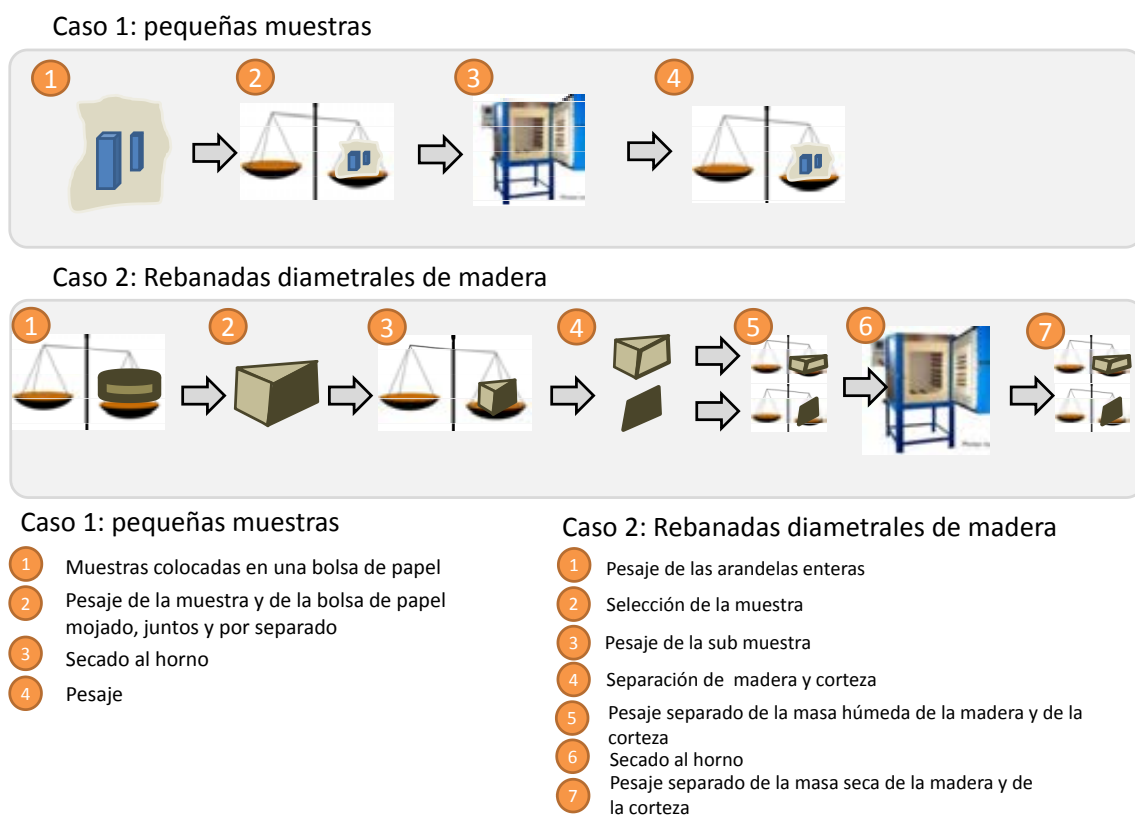 Caso 1: pequeñas muestras
1
2
3
4
Caso 2: Rebanadas diametrales de madera
1
2
3
4
5
6
7
Caso 1: pequeñas muestras
1 Muestras colocadas en una bolsa de papel
2 Pesaje de la muestra y de la bolsa de papel
mojado, juntos y por separado
3 Secado al horno
4 Pesaje
Caso 2: Rebanadas diametrales de madera
1 Pesaje de las arandelas enteras
2 Selección de la muestra
3 Pesaje de la sub muestra
4 Separación de madera y corteza
5 Pesaje separado de la masa húmeda de la madera y de la
corteza
6 Secado al horno
7 Pesaje separado de la masa seca de la madera y de
la corteza